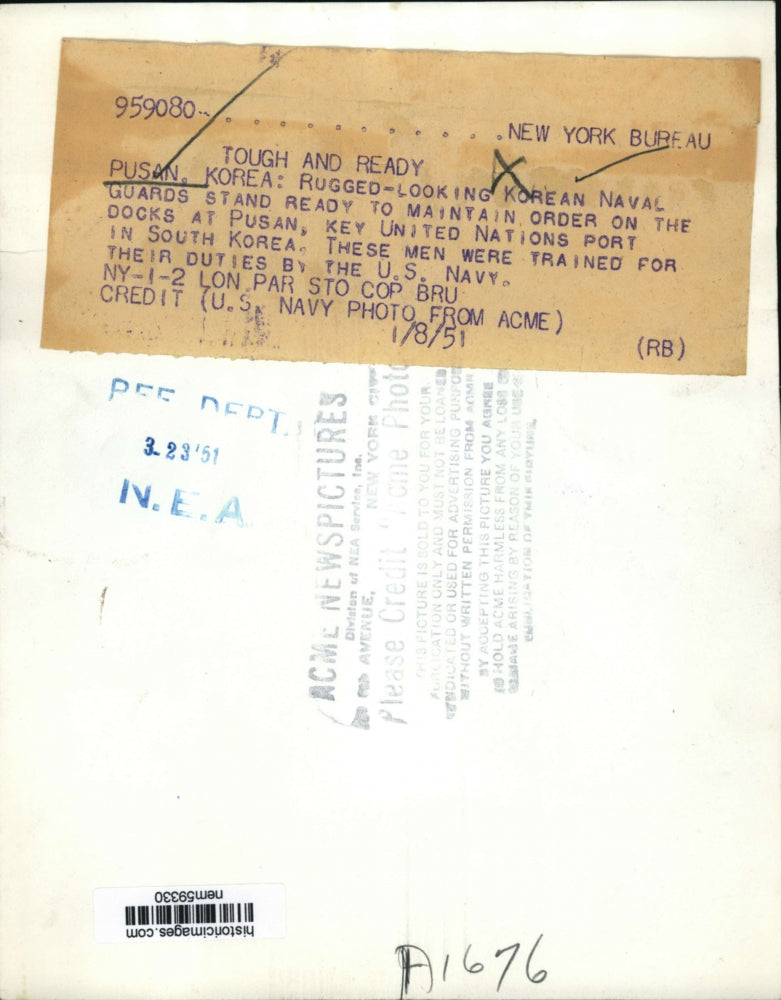 959080-. . . . . . . . . . . .NEW YORK BUREAU
TOUGH AND READY
PUSAN, KOREA: RUGGED-LOOKING KOREAN NAVAL
GUARDS STAND READY TO MAINTAIN ORDER ON THE
DOCKS AT PUSAN, KEY UNITED NATIONS PORT
IN SOUTH KOREA. THESE MEN WERE TRAINED FOR
THEIR DUTIES BY THE U.S. NAVY.
NY-1-2 LON PAR STO COP BRU
CREDIT (U.S. NAVY PHOTO FROM ACME)
1/8/51
(RB)
REF. DEPT.
3-23'51
N.E.A.
ACME NEWSPICTURES
Division of NEA Service, Inc.
AVENUE, NEW YORK CITY
Please Credit "Acme Photo
THIS PICTURE IS SOLD TO YOU FOR YOUR
PUBLICATION ONLY AND MUST NOT BE LOANED
SYNDICATED OR USED FOR ADVERTISING PURPOSE
WITHOUT WRITTEN PERMISSION FROM ACME
BY ACCEPTING THIS PICTURE YOU AGREE
TO HOLD ACME HARMLESS FROM ANY LOSS OR
DAMAGE ARISING BY REASON OF YOUR USE
PUBLICATION OF THIS PICTURE.
historicimages.com
nem59330
A1676